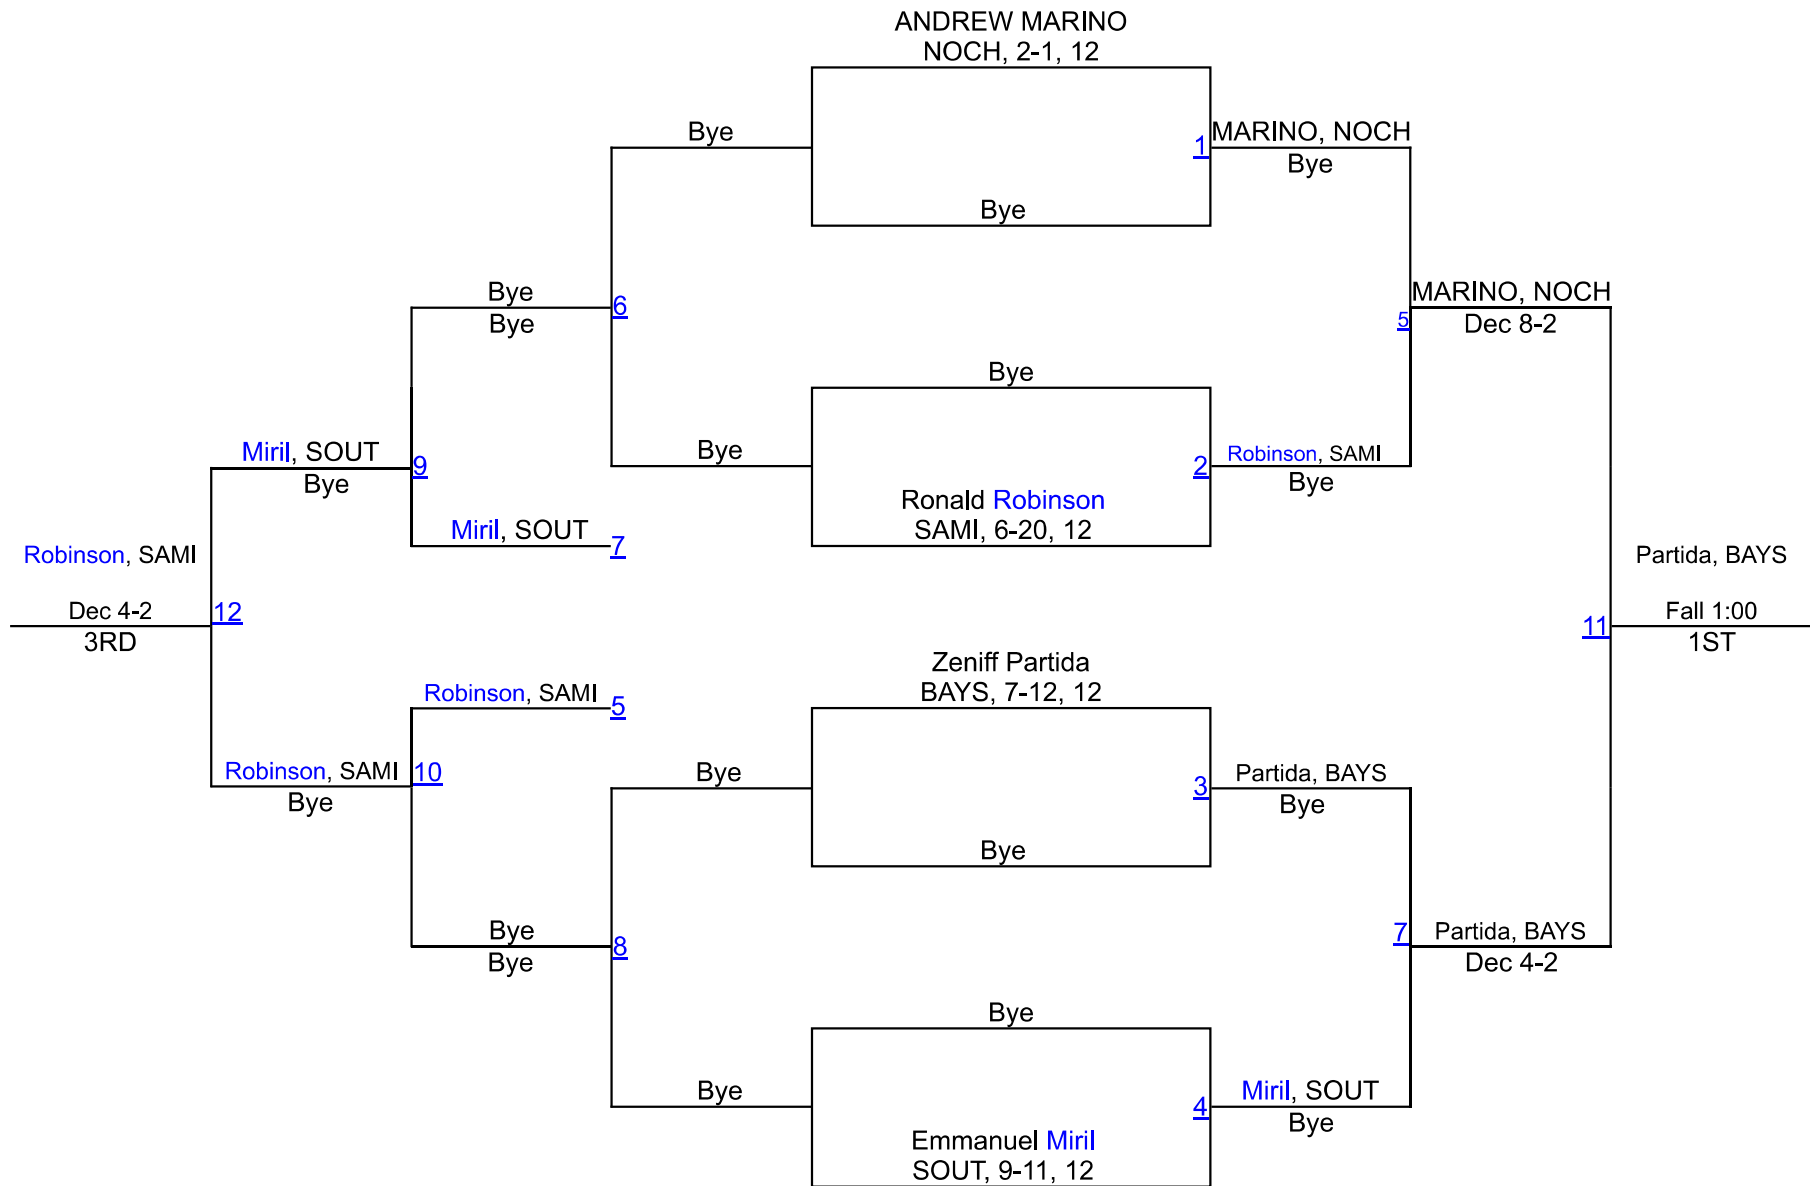 ANDREW MARINO
NOCH, 2-1, 12
Bye
1
MARINO, NOCH
Bye
Bye
Bye
Bye
6
MARINO, NOCH
5
Dec 8-2
Bye
Miril, SOUT
9
Bye
Bye
2
Robinson, SAMI
Bye
Ronald Robinson
SAMI, 6-20, 12
Miril, SOUT
7
Robinson, SAMI
Partida, BAYS
Dec 4-2
12
3RD
Fall 1:00
11
1ST
Zeniff Partida
BAYS, 7-12, 12
Robinson, SAMI
5
Robinson, SAMI
10
Bye
Bye
3
Partida, BAYS
Bye
Bye
Bye
8
Bye
7
Partida, BAYS
Dec 4-2
Bye
Bye
4
Miril, SOUT
Bye
Emmanuel Miril
SOUT, 9-11, 12